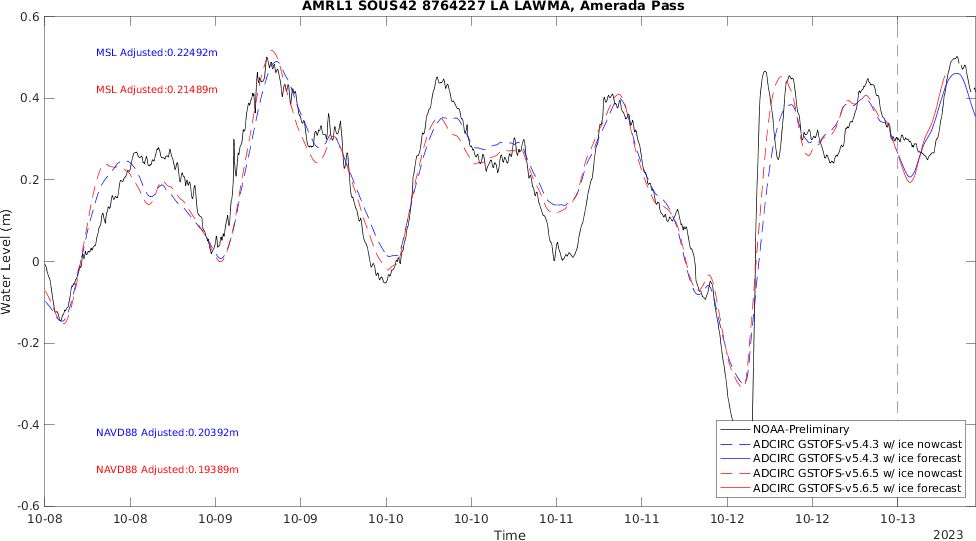 AMRL1 SOUS42 8764227 LA LAWMA, Amerada Pass
0.6
MSL Adjusted:0.22492m
MSL Adjusted:0.21489m
0.4
0.2
0
-0.2
-0.4
-0.6
Water Level (m)
NAVD88 Adjusted:0.20392m
NAVD88 Adjusted:0.19389m
NOAA-Preliminary
ADCIRC GSTOFS-v5.4.3 w/ ice nowcast
ADCIRC GSTOFS-v5.4.3 w/ ice forecast
ADCIRC GSTOFS-v5.6.5 w/ ice nowcast
ADCIRC GSTOFS-v5.6.5 w/ ice forecast
10-08 10-08 10-09 10-09 10-10 10-10 10-11 10-11 10-12 10-12 10-13
Time
2023